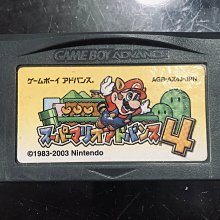 GAME BOY ADVANCE
ゲームボーイ アドバンス
AGB-AX4J-JPN
スーパーマリオアドバンス4
©1983-2003 Nintendo